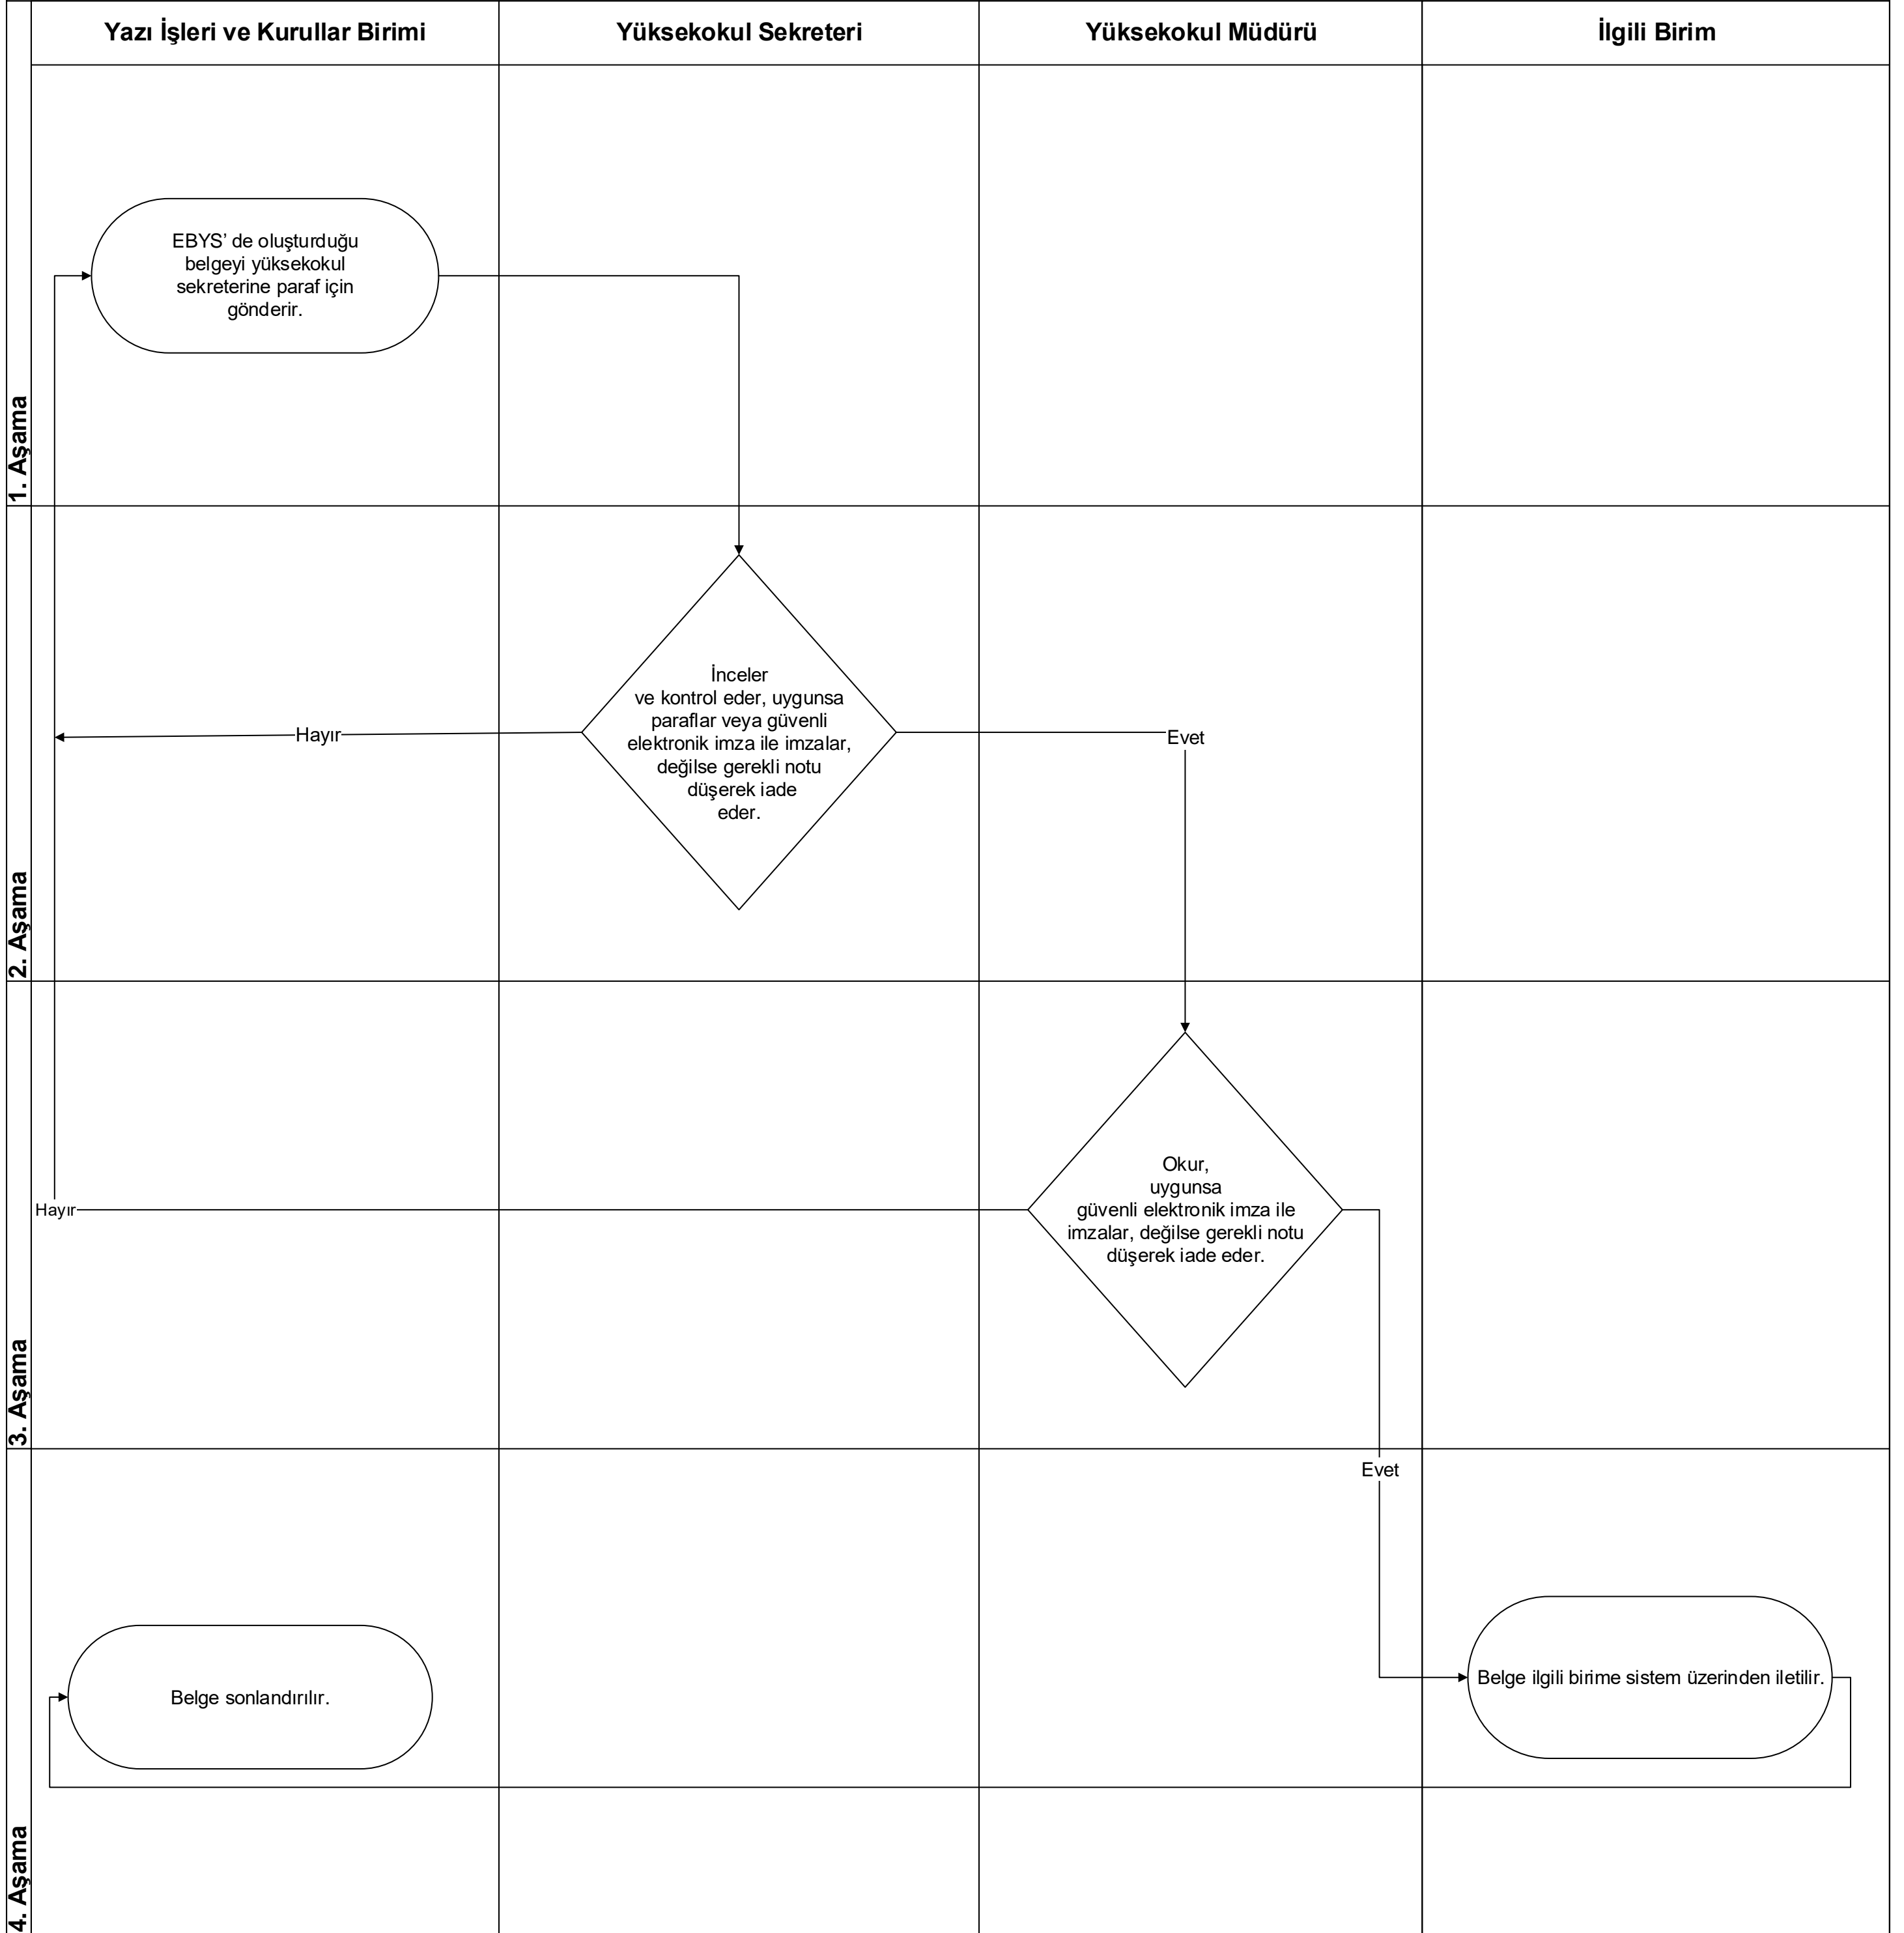 Yazı İşleri ve Kurullar Birimi
Yüksekokul Sekreteri
Yüksekokul Müdürü
İlgili Birim
1. Aşama
EBYS’ de oluşturduğu
belgeyi yüksekokul
sekreterine paraf için
gönderir.
2. Aşama
Hayır
İnceler
ve kontrol eder, uygunsa
paraflar veya güvenli
elektronik imza ile imzalar,
değilse gerekli notu
düşerek iade
eder.
Evet
3. Aşama
Hayır
Okur,
uygunsa
güvenli elektronik imza ile
imzalar, değilse gerekli notu
düşerek iade eder.
Evet
4. Aşama
Belge sonlandırılır.
Belge ilgili birime sistem üzerinden iletilir.